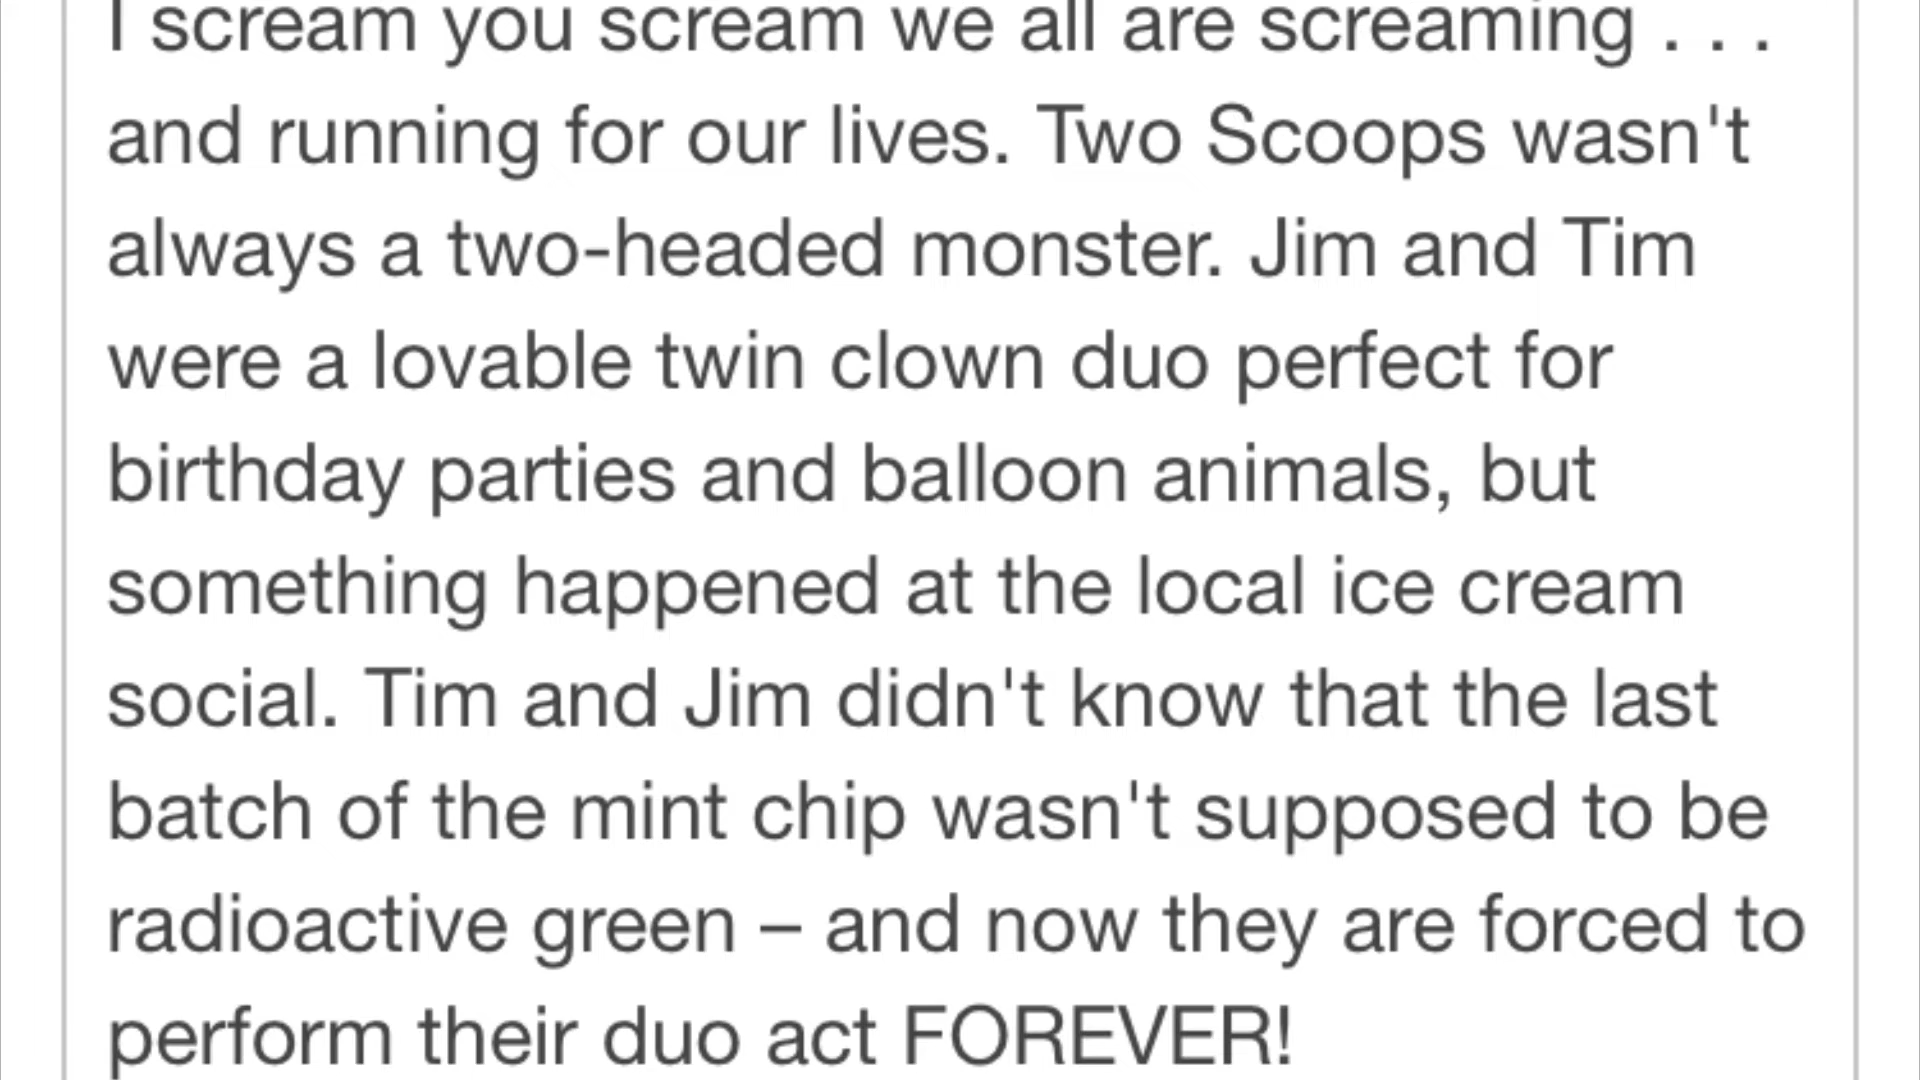 I scream you scream we all are screaming . . .
and running for our lives. Two Scoops wasn't
always a two-headed monster. Jim and Tim
were a lovable twin clown duo perfect for
birthday parties and balloon animals, but
something happened at the local ice cream
social. Tim and Jim didn't know that the last
batch of the mint chip wasn't supposed to be
radioactive green – and now they are forced to
perform their duo act FOREVER!